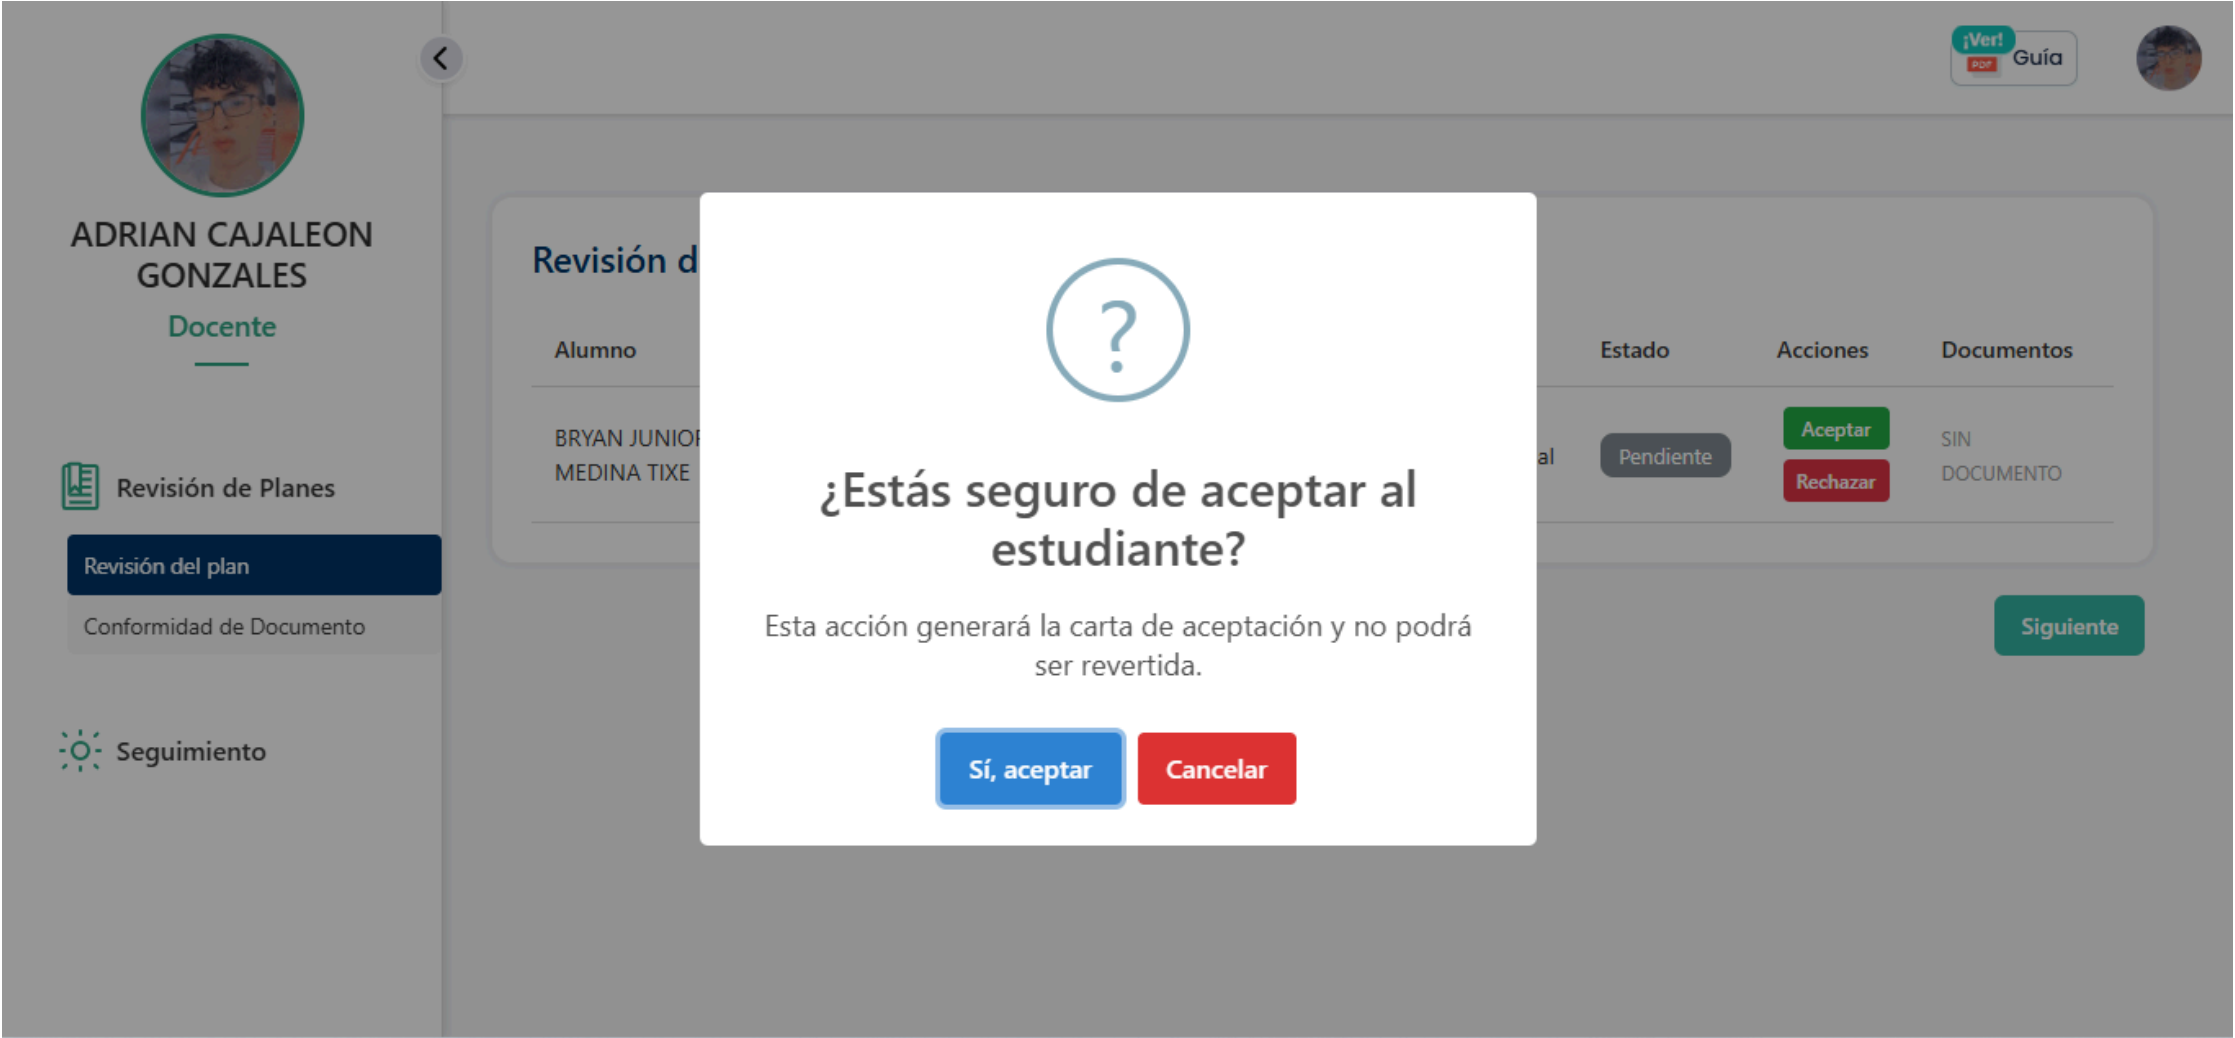 ADRIAN CAJALEON
GONZALES
Docente
Revisión de Planes
Revisión del plan
Conformidad de Documento
Seguimiento
¡Ver!
PDF
Guía
Revisión d
Alumno
Estado
Acciones
Documentos
BRYAN JUNIOR
MEDINA TIXE
al
Pendiente
Aceptar
Rechazar
SIN
DOCUMENTO
Siguiente
?
¿Estás seguro de aceptar al
estudiante?
Esta acción generará la carta de aceptación y no podrá
ser revertida.
Sí, aceptar
Cancelar